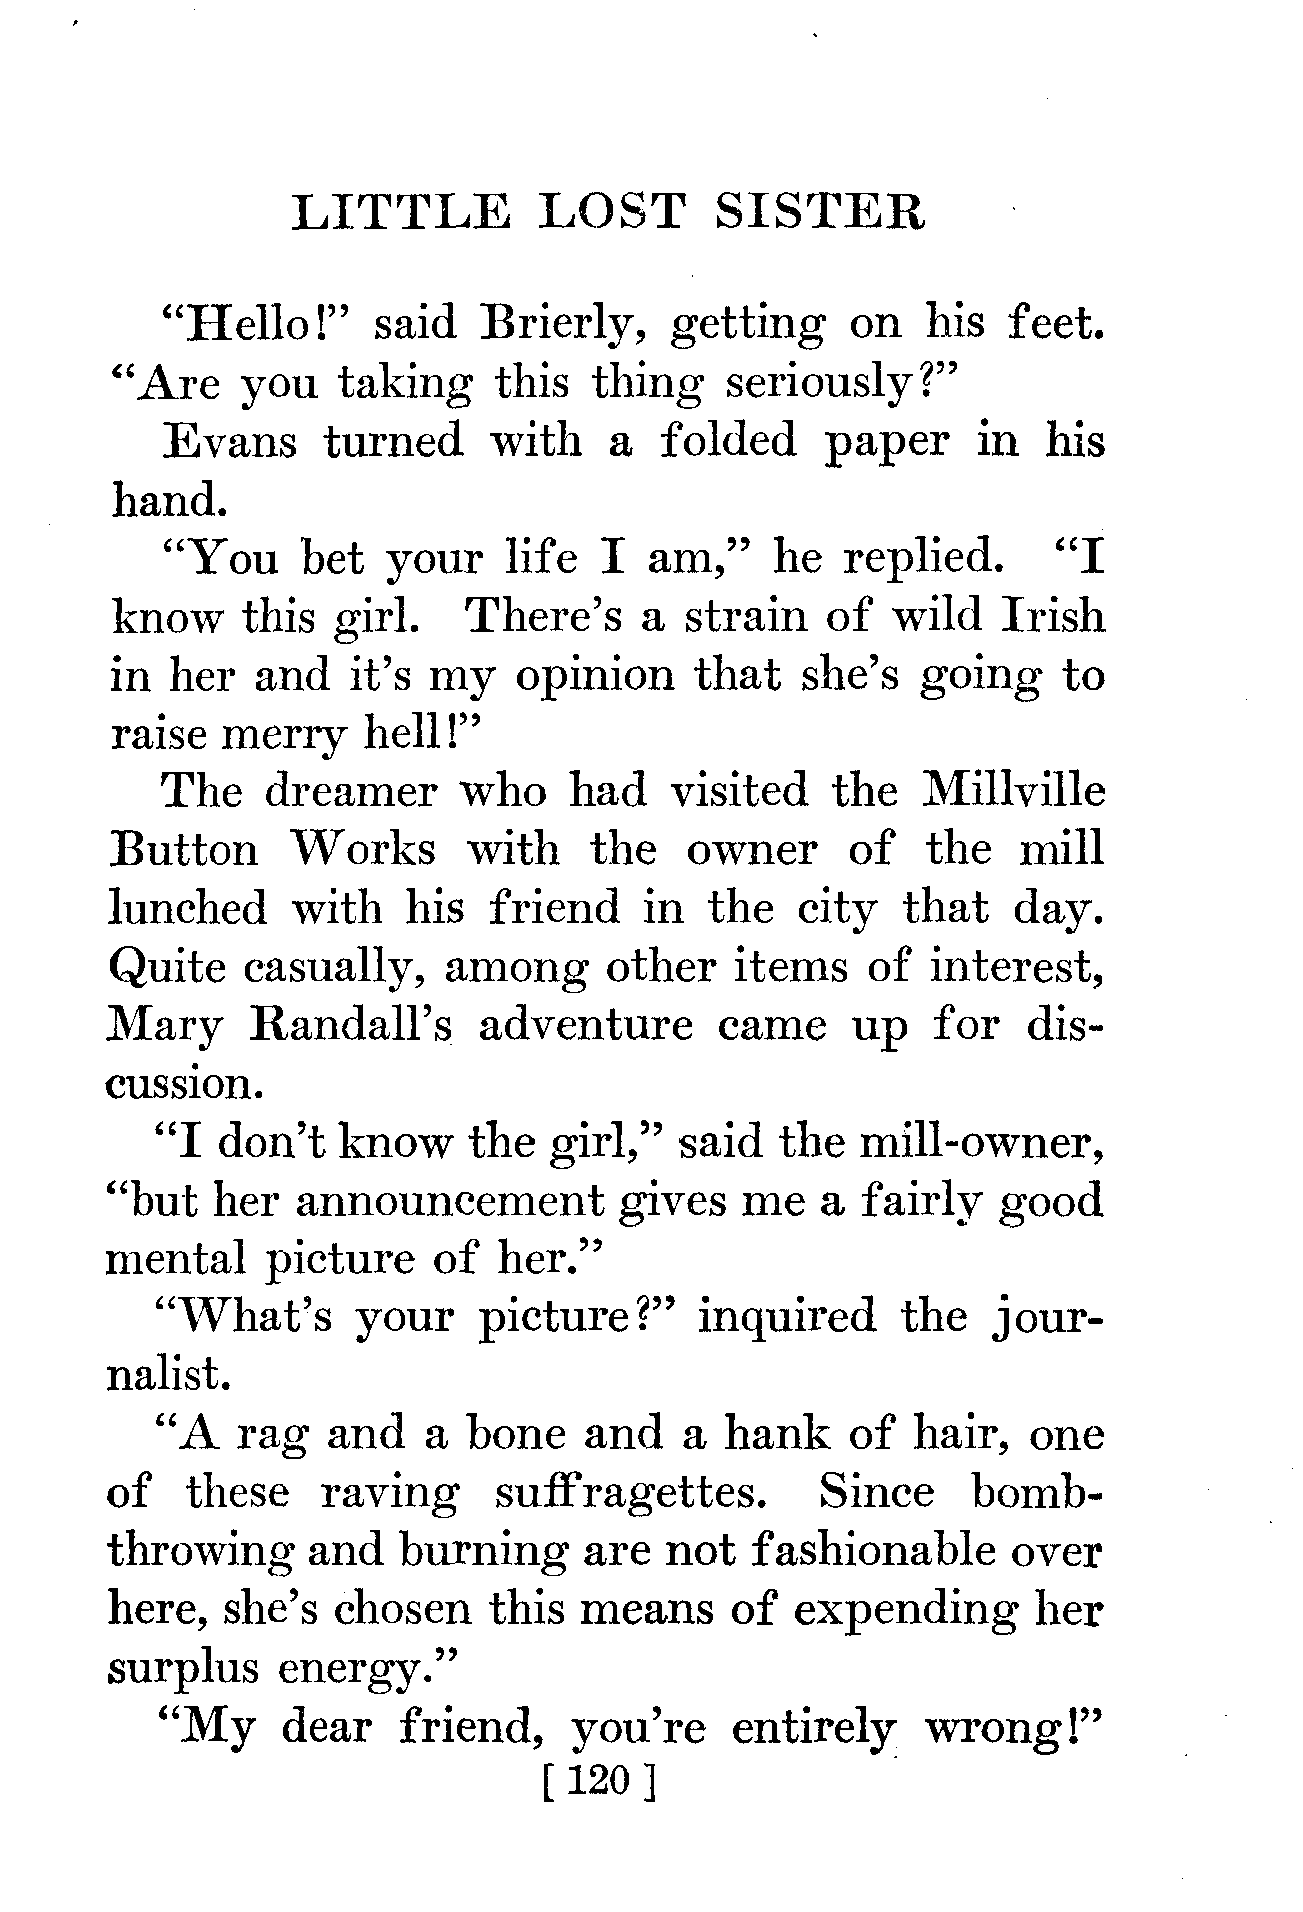 LITTLE LOST SISTER
“Hello!” said Brierly, getting on his feet.
“Are you taking this thing seriously?”
Evans turned with a folded paper in his
hand.
“You bet your life I am,” he replied. “I
know this girl. There’s a strain of wild Irish
in her and it’s my opinion that she’s going to
raise merry hell!”
The dreamer who had visited the Millville
Button Works with the owner of the mill
lunched with his friend in the city that day.
Quite casually, among other items of interest,
Mary Randall’s adventure came up for dis-
cussion.
“I don’t know the girl,” said the mill-owner,
“but her announcement gives me a fairly good
mental picture of her.”
“What’s your picture?” inquired the jour-
nalist.
“A rag and a bone and a hank of hair, one
of these raving suffragettes. Since bomb-
throwing and burning are not fashionable over
here, she’s chosen this means of expending her
surplus energy.”
“My dear friend, you’re entirely wrong!”
[ 120 ]